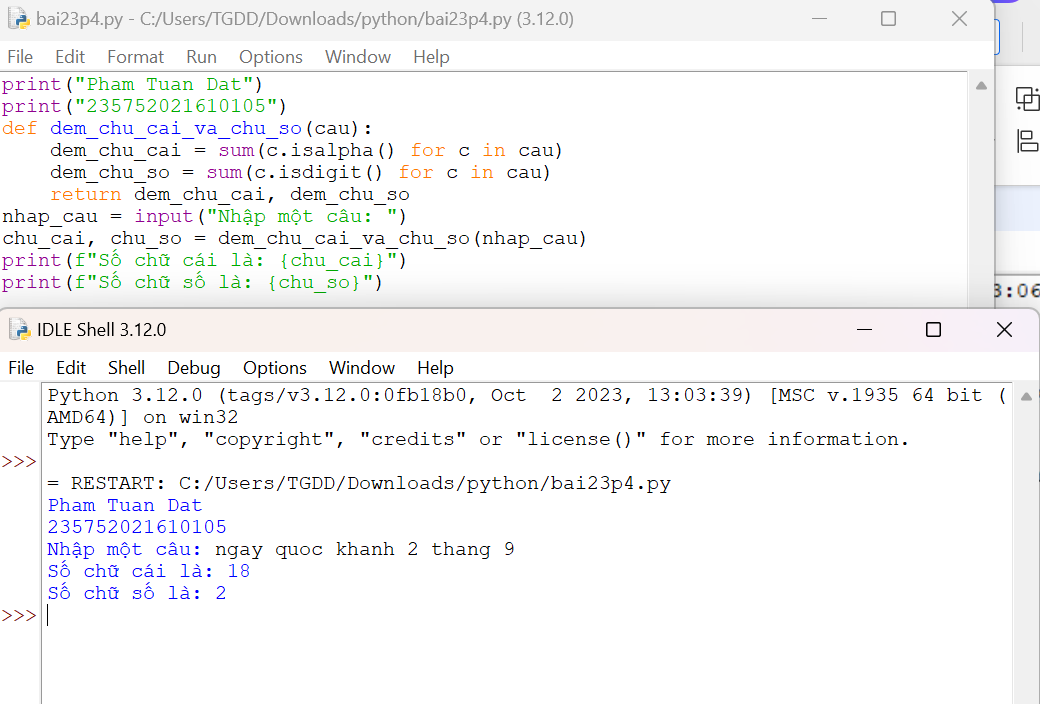 bai23p4.py - C:/Users/TGDD/Downloads/python/bai23p4.py (3.12.0)
File Edit Format Run Options Window Help
print("Pham Tuan Dat")
print("235752021610105")
def dem_chu_cai_va_chu_so(cau):
    dem_chu_cai = sum(c.isalpha() for c in cau)
    dem_chu_so = sum(c.isdigit() for c in cau)
    return dem_chu_cai, dem_chu_so
nhap_cau = input("Nhập một câu: ")
chu_cai, chu_so = dem_chu_cai_va_chu_so(nhap_cau)
print(f"Số chữ cái là: {chu_cai}")
print(f"Số chữ số là: {chu_so}")
3:06
IDLE Shell 3.12.0
File Edit Shell Debug Options Window Help
Python 3.12.0 (tags/v3.12.0:0fb18b0, Oct  2 2023, 13:03:39) [MSC v.1935 64 bit (
AMD64)] on win32
Type "help", "copyright", "credits" or "license()" for more information.
>>>
= RESTART: C:/Users/TGDD/Downloads/python/bai23p4.py
Pham Tuan Dat
235752021610105
Nhập một câu: ngay quoc khanh 2 thang 9
Số chữ cái là: 18
Số chữ số là: 2
>>>